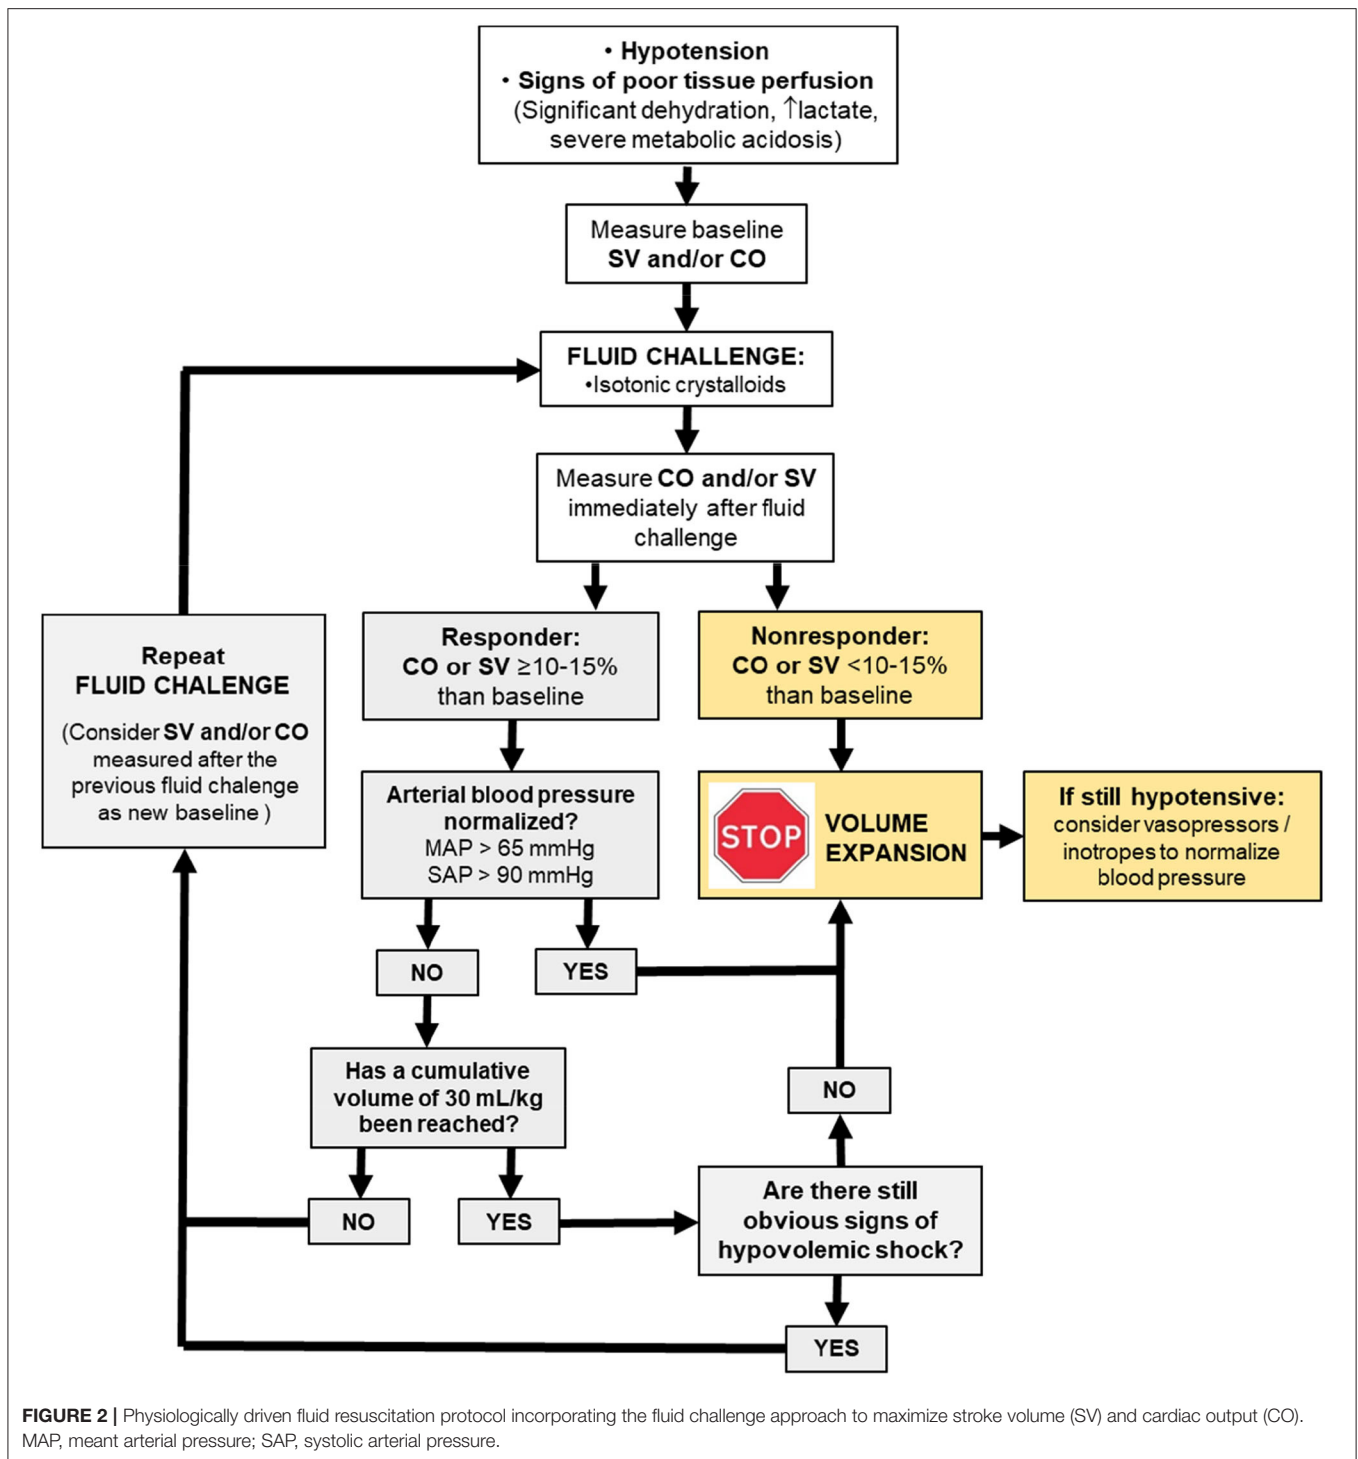 • Hypotension
• Signs of poor tissue perfusion
(Significant dehydration, ↑lactate,
severe metabolic acidosis)
Measure baseline
SV and/or CO
FLUID CHALLENGE:
•Isotonic crystalloids
Measure CO and/or SV
immediately after fluid
challenge
Repeat
FLUID CHALENGE
(Consider SV and/or CO
measured after the
previous fluid chalenge
as new baseline )
Responder:
CO or SV ≥10-15%
than baseline
Nonresponder:
CO or SV <10-15%
than baseline
Arterial blood pressure
normalized?
MAP > 65 mmHg
SAP > 90 mmHg
STOP
VOLUME
EXPANSION
If still hypotensive:
consider vasopressors /
inotropes to normalize
blood pressure
NO
YES
Has a cumulative
volume of 30 mL/kg
been reached?
NO
NO
YES
Are there still
obvious signs of
hypovolemic shock?
YES
FIGURE 2 | Physiologically driven fluid resuscitation protocol incorporating the fluid challenge approach to maximize stroke volume (SV) and cardiac output (CO).
MAP, meant arterial pressure; SAP, systolic arterial pressure.